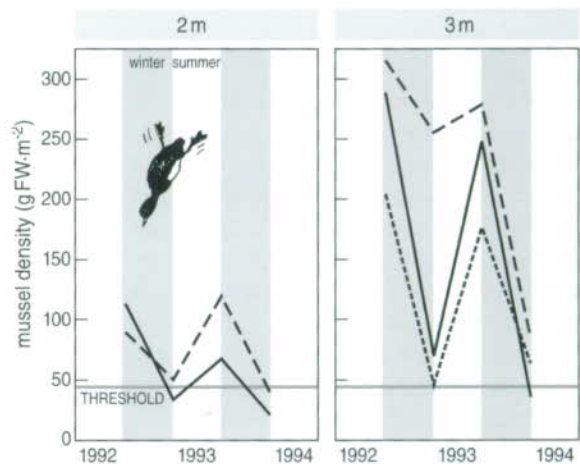 2 m
3 m
winter summer
mussel density (g FW·m⁻²)
300
250
200
150
100
50
0
THRESHOLD
1992 1993 1994
1992 1993 1994